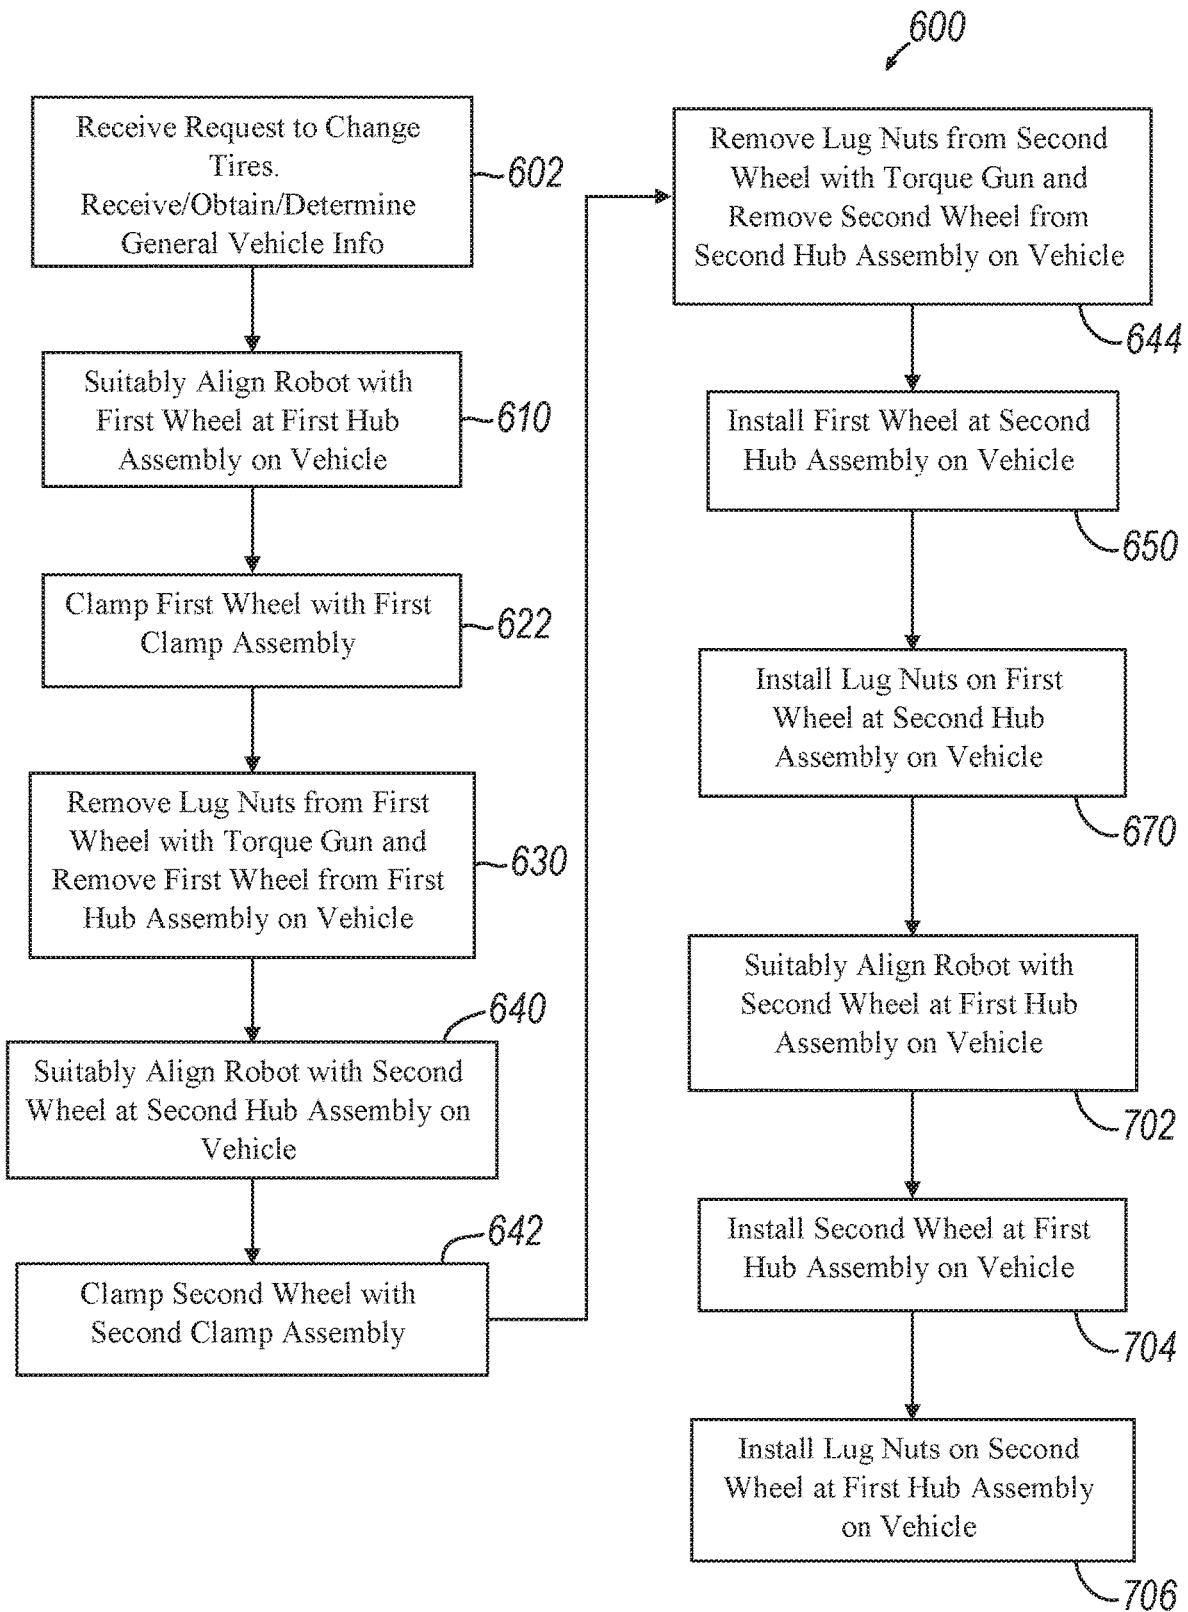 600
Receive Request to Change
Tires.
Receive/Obtain/Determine
General Vehicle Info
602
Suitably Align Robot with
First Wheel at First Hub
Assembly on Vehicle
610
Clamp First Wheel with First
Clamp Assembly
622
Remove Lug Nuts from First
Wheel with Torque Gun and
Remove First Wheel from First
Hub Assembly on Vehicle
630
640
Suitably Align Robot with Second
Wheel at Second Hub Assembly on
Vehicle
642
Clamp Second Wheel with
Second Clamp Assembly
Remove Lug Nuts from Second
Wheel with Torque Gun and
Remove Second Wheel from
Second Hub Assembly on Vehicle
644
Install First Wheel at Second
Hub Assembly on Vehicle
650
Install Lug Nuts on First
Wheel at Second Hub
Assembly on Vehicle
670
Suitably Align Robot with
Second Wheel at First Hub
Assembly on Vehicle
702
Install Second Wheel at First
Hub Assembly on Vehicle
704
Install Lug Nuts on Second
Wheel at First Hub Assembly
on Vehicle
706